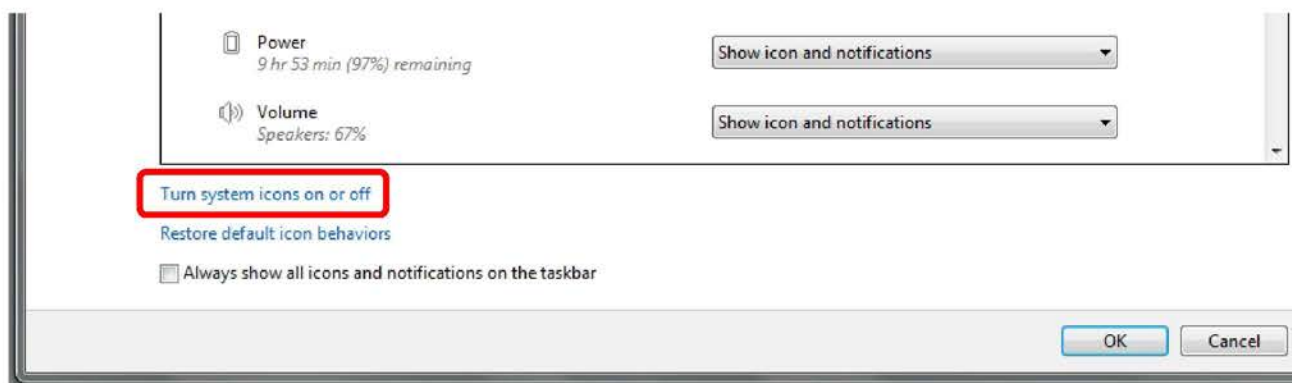 Power
9 hr 53 min (97%) remaining
Show icon and notifications
Volume
Speakers: 67%
Show icon and notifications
Turn system icons on or off
Restore default icon behaviors
Always show all icons and notifications on the taskbar
OK
Cancel